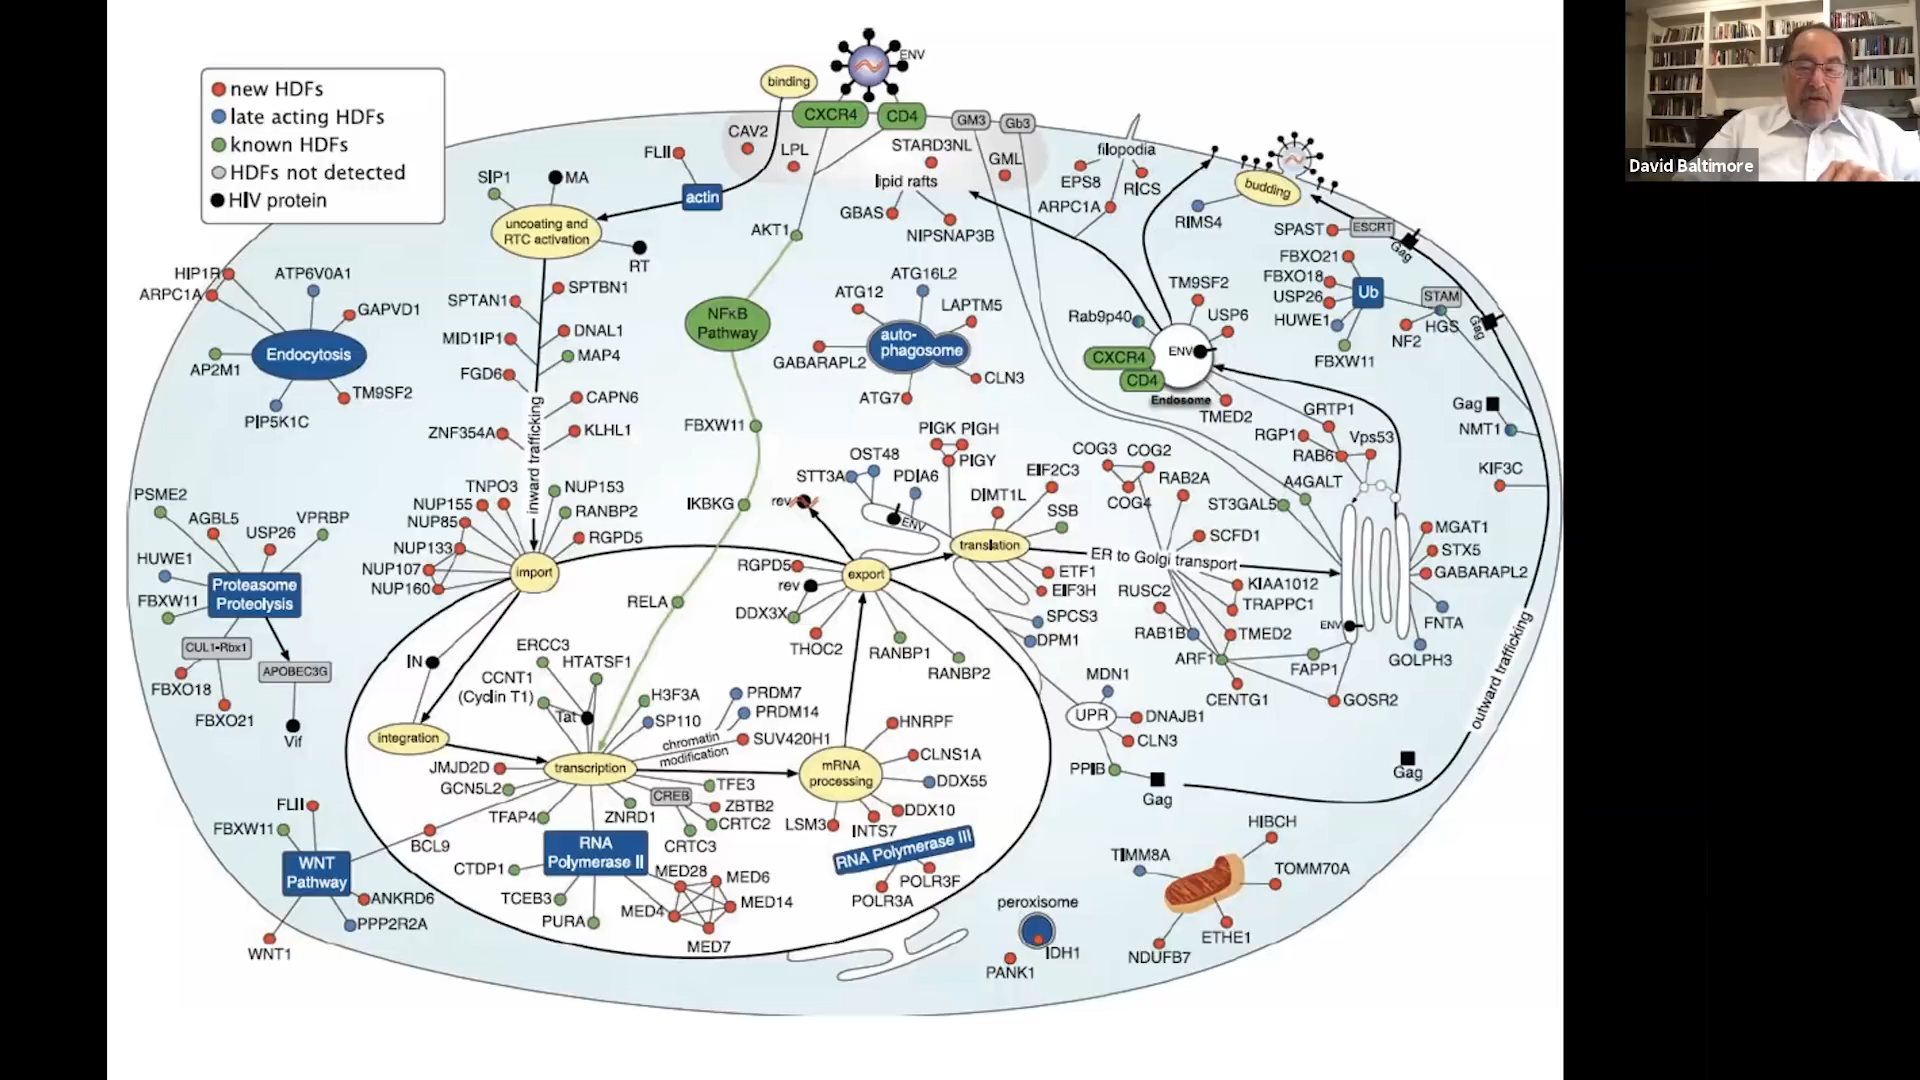 new HDFs
late acting HDFs
known HDFs
HDFs not detected
HIV protein
binding
ENV
CXCR4
CD4
GM3
Gb3
CAV2
LPL
STARD3NL
GML
lipid rafts
GBAS
NIPSNAP3B
filopodia
EPS8
RICS
ARPC1A
budding
RIMS4
SPAST
ESCRT
Gag
FLII
actin
SIP1
MA
uncoating and
RTC activation
RT
AKT1
HIP1R
ARPC1A
ATP6V0A1
GAPVD1
Endocytosis
AP2M1
PIP5K1C
TM9SF2
SPTAN1
SPTBN1
MID1IP1
DNAL1
MAP4
FGD6
CAPN6
ZNF354A
KLHL1
inward trafficking
NFκB
Pathway
ATG16L2
ATG12
LAPTM5
auto-
phagosome
GABARAPL2
CLN3
ATG7
TM9SF2
Rab9p40
USP6
ENV
CXCR4
CD4
Endosome
TMED2
FBXO21
FBXO18
USP26
HUWE1
Ub
FBXW11
STAM
HGS
NF2
Gag
Gag
NMT1
KIF3C
GRTP1
RGP1
Vps53
RAB6
FBXW11
IKBKG
RELA
PIGK PIGH
PIGY
OST48
STT3A
PDIA6
rev
ENV
EIF2C3
DIMT1L
SSB
translation
COG3
COG2
COG4
RAB2A
ST3GAL5
A4GALT
SCFD1
ER to Golgi transport
ETF1
EIF3H
SPCS3
DPM1
RUSC2
KIAA1012
TRAPPC1
RAB1B
TMED2
ARF1
CENTG1
FAPP1
GOSR2
ENV
MGAT1
STX5
GABARAPL2
FNTA
GOLPH3
outward trafficking
PSME2
AGBL5
USP26
VPRBP
HUWE1
Proteasome
Proteolysis
FBXW11
CUL1-Rbx1
APOBEC3G
FBXO18
FBXO21
Vif
TNPO3
NUP155
NUP85
NUP133
NUP107
NUP160
NUP153
RANBP2
RGPD5
import
RGPD5
rev
DDX3X
export
THOC2
RANBP1
RANBP2
IN
integration
ERCC3
HTATSF1
CCNT1
(Cyclin T1)
Tat
H3F3A
SP110
PRDM7
PRDM14
SUV420H1
chromatin
modification
JMJD2D
transcription
GCN5L2
TFAP4
ZNRD1
CREB
TFE3
ZBTB2
CRTC2
CRTC3
mRNA
processing
HNRPF
CLNS1A
DDX55
DDX10
INTS7
LSM3
BCL9
RNA
Polymerase II
CTDP1
TCEB3
PURA
MED28
MED6
MED14
MED4
MED7
RNA Polymerase III
POLR3F
POLR3A
FLII
FBXW11
WNT
Pathway
ANKRD6
PPP2R2A
WNT1
MDN1
UPR
DNAJB1
CLN3
PPIB
Gag
Gag
peroxisome
IDH1
PANK1
HIBCH
TIMM8A
TOMM70A
ETHE1
NDUFB7
David Baltimore